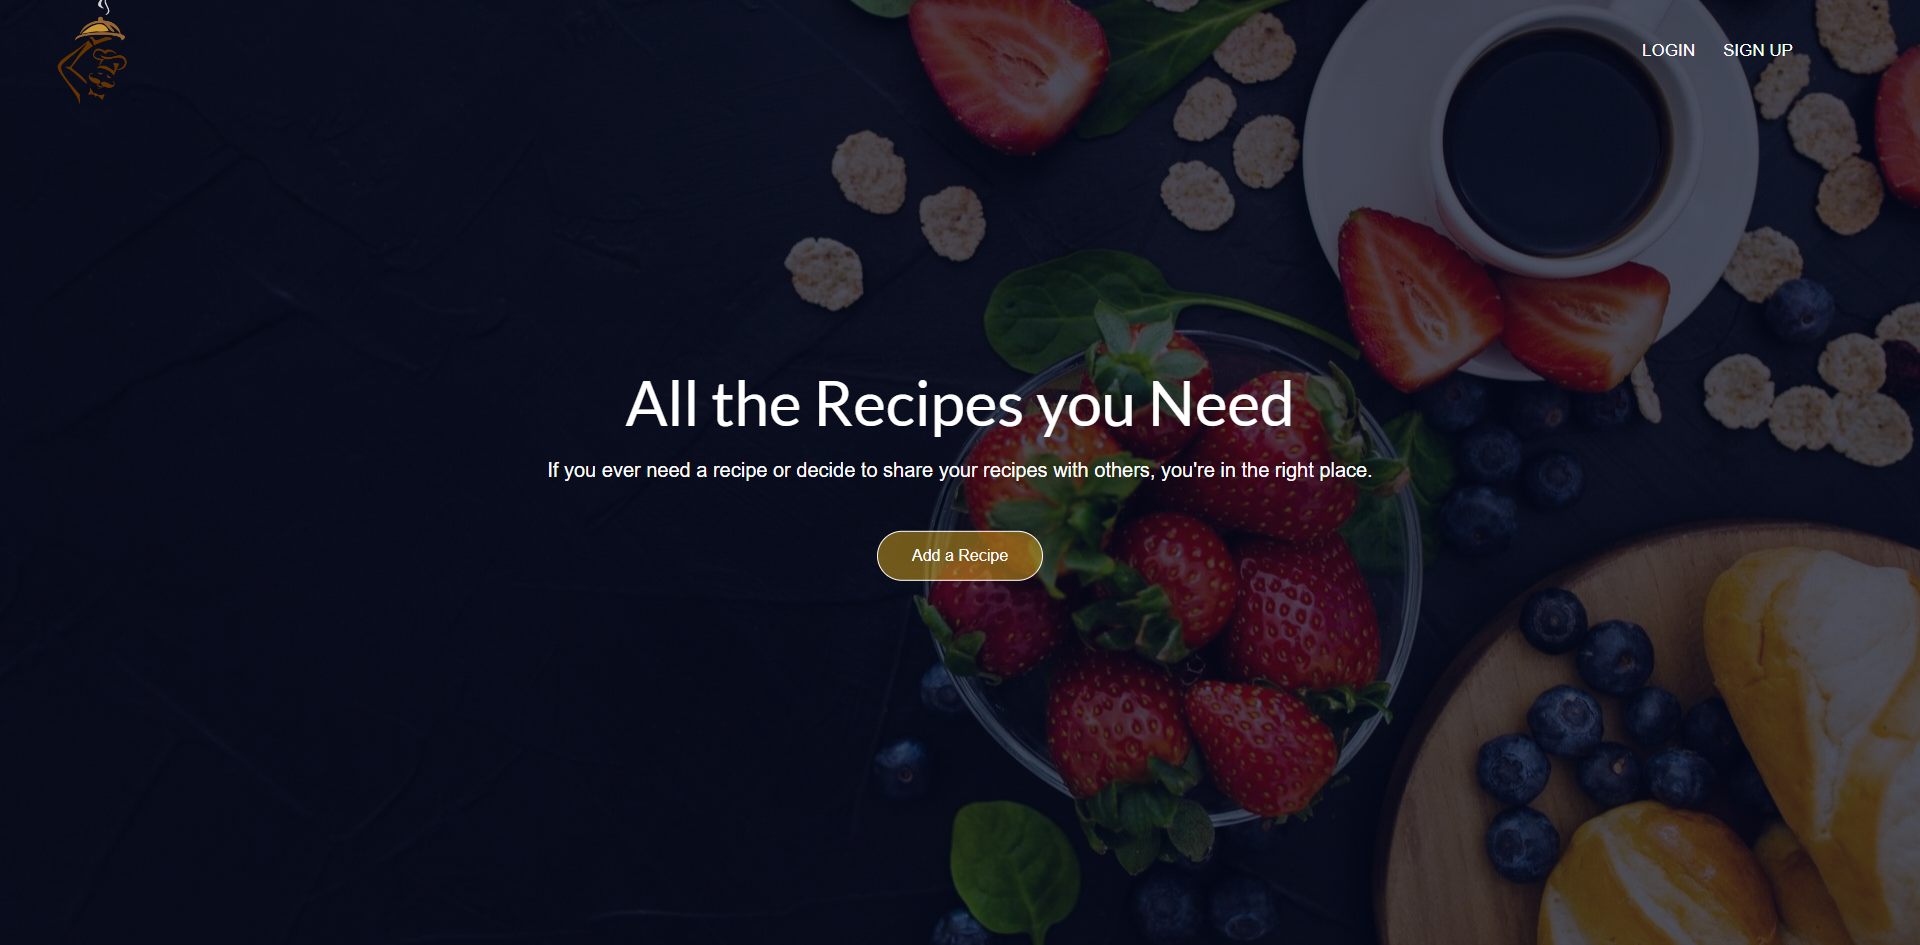 LOGIN SIGN UP
All the Recipes you Need
If you ever need a recipe or decide to share your recipes with others, you're in the right place.
Add a Recipe